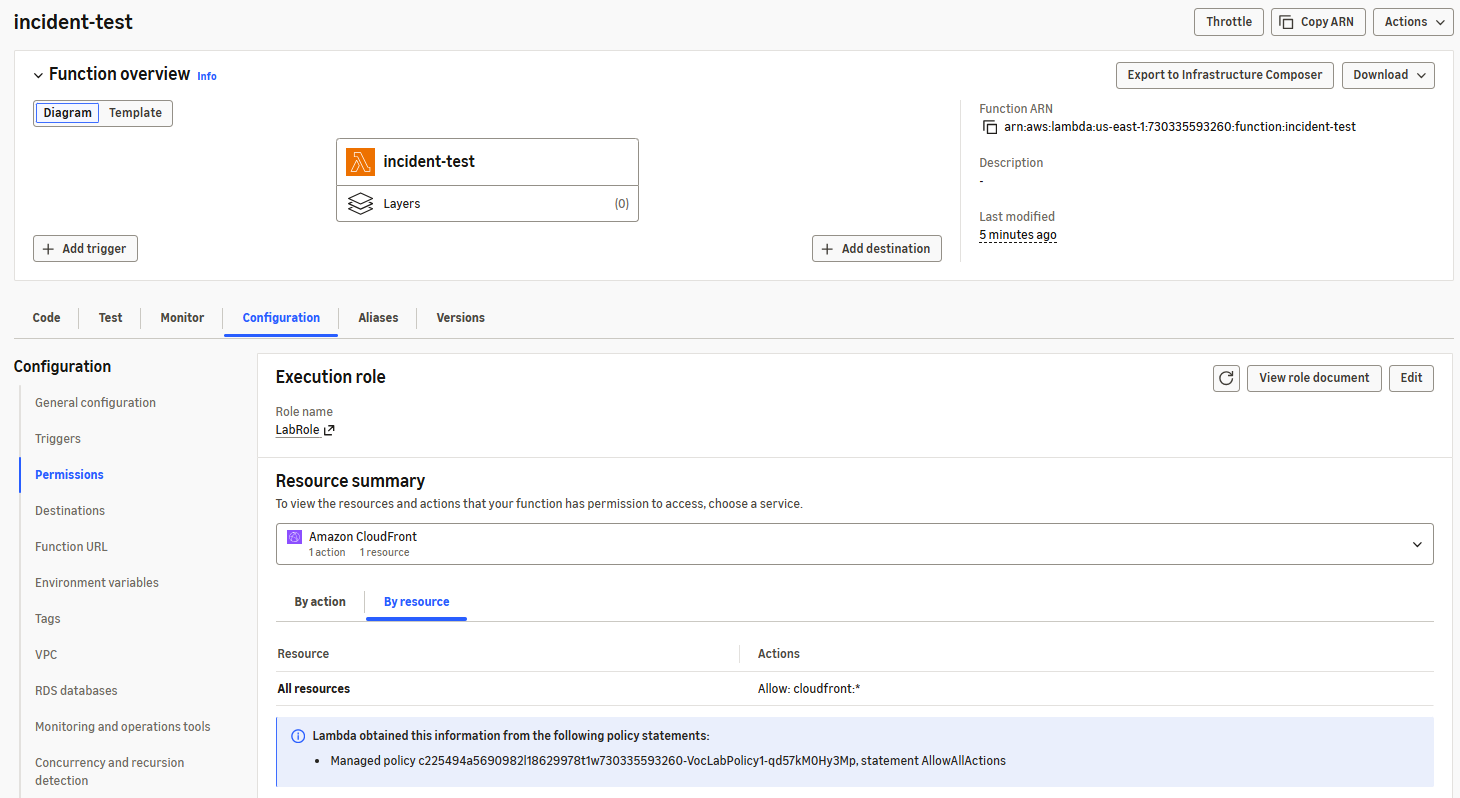 incident-test
Throttle
Copy ARN
Actions
Function overview Info
Export to Infrastructure Composer
Download
Diagram
Template
incident-test
Layers
(0)
Add trigger
Add destination
Function ARN
arn:aws:lambda:us-east-1:730335593260:function:incident-test
Description
-
Last modified
5 minutes ago
Code
Test
Monitor
Configuration
Aliases
Versions
Configuration
General configuration
Triggers
Permissions
Destinations
Function URL
Environment variables
Tags
VPC
RDS databases
Monitoring and operations tools
Concurrency and recursion
detection
Execution role
View role document
Edit
Role name
LabRole
Resource summary
To view the resources and actions that your function has permission to access, choose a service.
Amazon CloudFront
1 action 1 resource
By action
By resource
Resource
Actions
All resources
Allow: cloudfront:*
Lambda obtained this information from the following policy statements:
• Managed policy c225494a5690982l18629978t1w730335593260-VocLabPolicy1-qd57kM0Hy3Mp, statement AllowAllActions